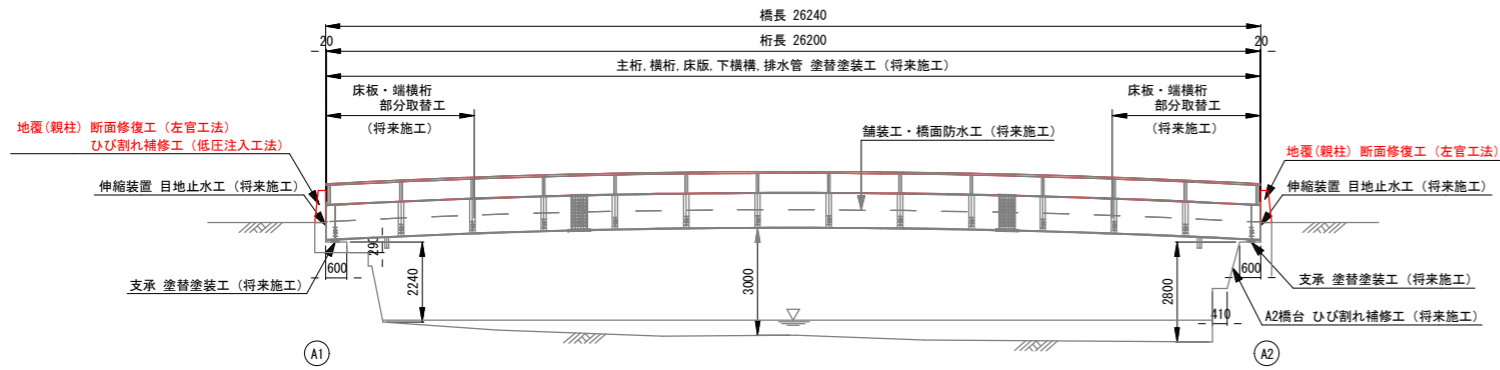 橋長 26240
20
桁長 26200
20
主桁, 横桁, 床版, 下横構, 排水管 塗替塗装工（将来施工）
床板・端横桁
部分取替工
（将来施工）
床板・端横桁
部分取替工
（将来施工）
地覆(親柱) 断面修復工（左官工法）
ひび割れ補修工（低圧注入工法）
舗装工・橋面防水工（将来施工）
地覆(親柱) 断面修復工（左官工法）
伸縮装置 目地止水工（将来施工）
伸縮装置 目地止水工（将来施工）
290
600
2240
3000
2800
600
410
支承 塗替塗装工（将来施工）
支承 塗替塗装工（将来施工）
A2橋台 ひび割れ補修工（将来施工）
A1
A2